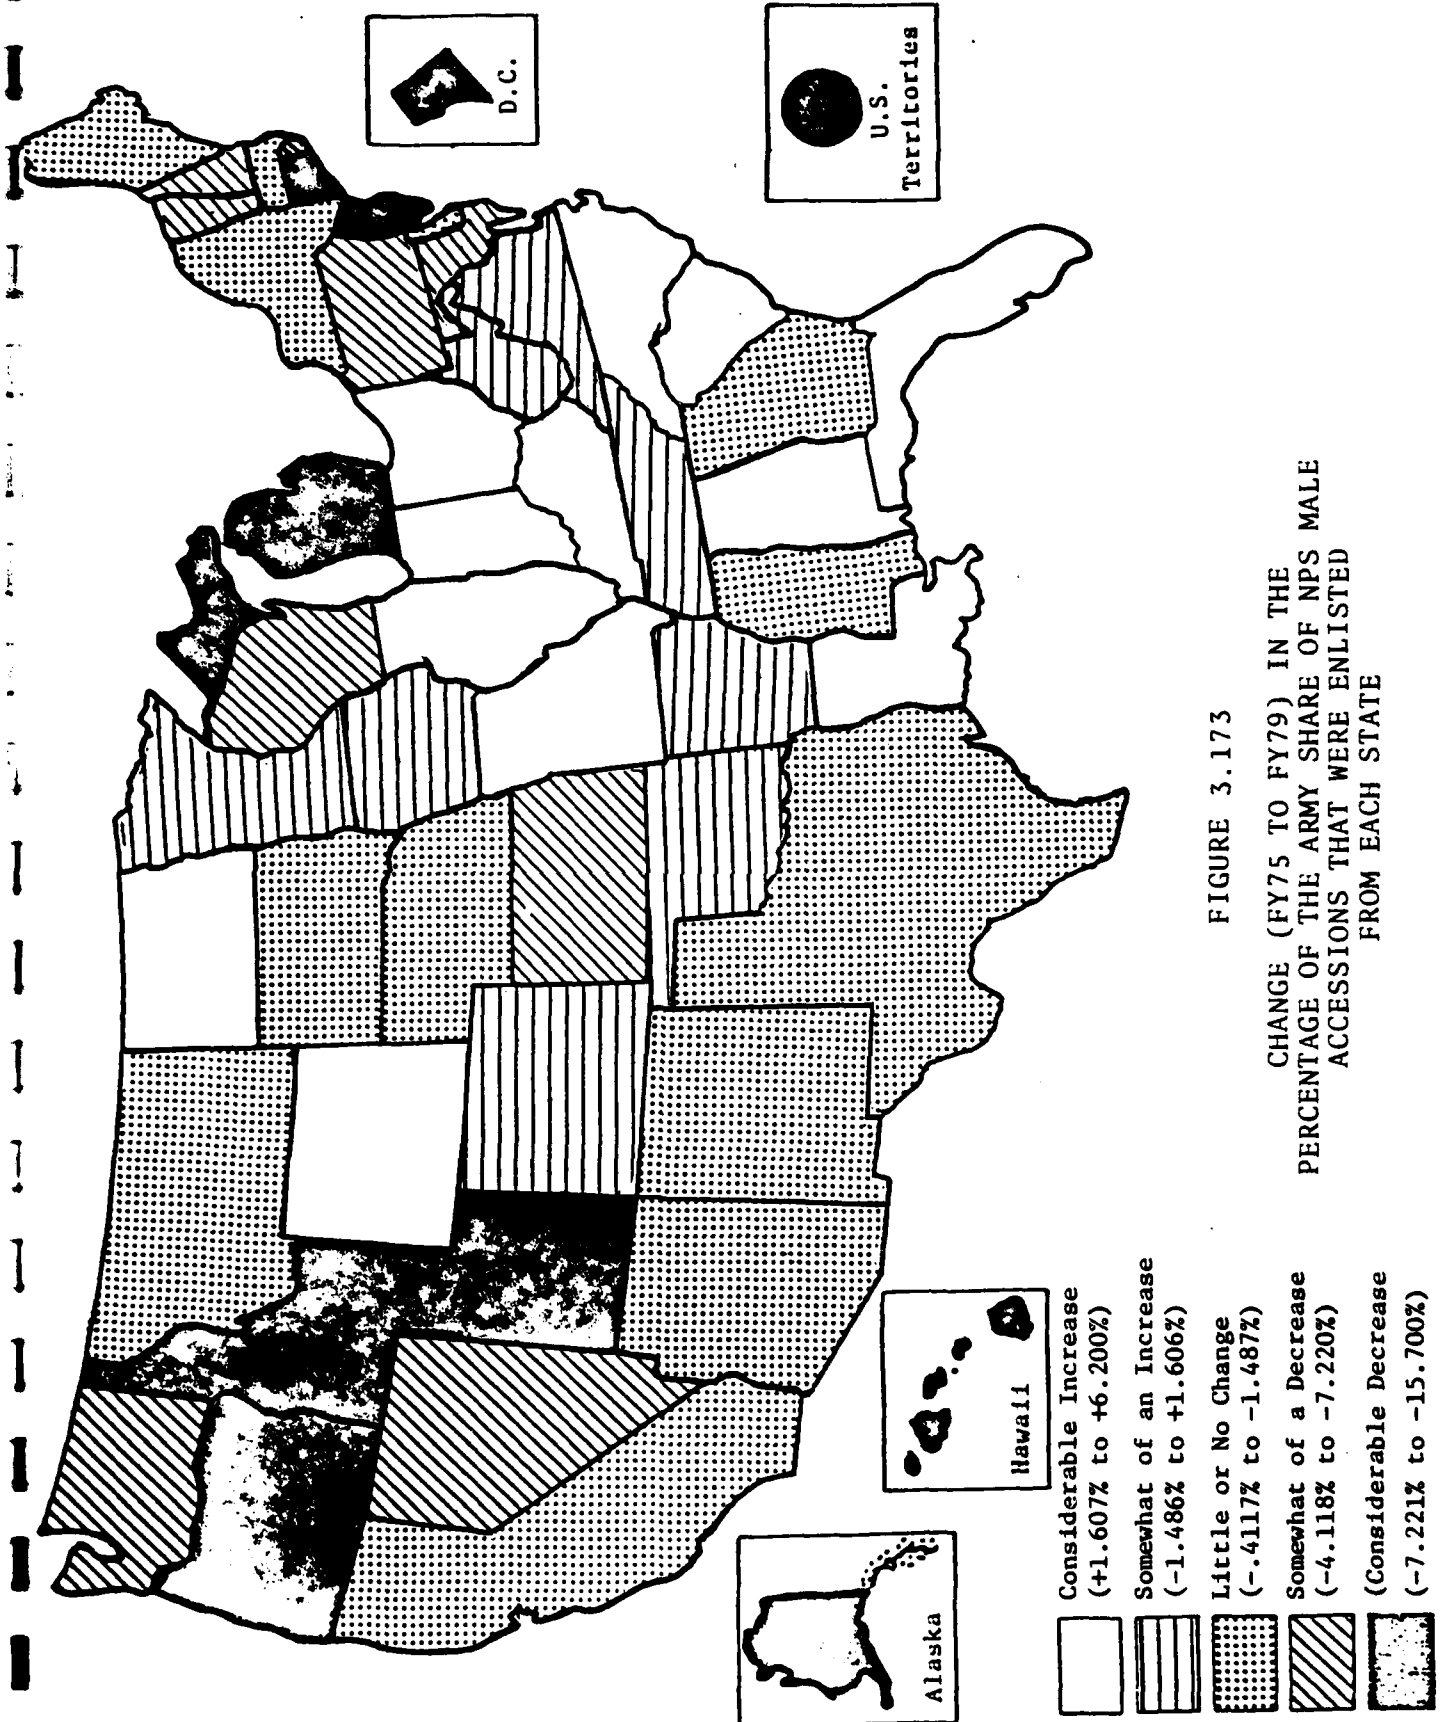 D.C.
U.S.
Territories
Hawaii
Alaska
Considerable Increase
(+1.607% to +6.200%)
Somewhat of an Increase
(-1.486% to +1.606%)
Little or No Change
(-.4117% to -1.487%)
Somewhat of a Decrease
(-4.118% to -7.220%)
(Considerable Decrease
(-7.221% to -15.700%)
FIGURE 3.173
CHANGE (FY75 TO FY79) IN THE
PERCENTAGE OF THE ARMY SHARE OF NPS MALE
ACCESSIONS THAT WERE ENLISTED
FROM EACH STATE